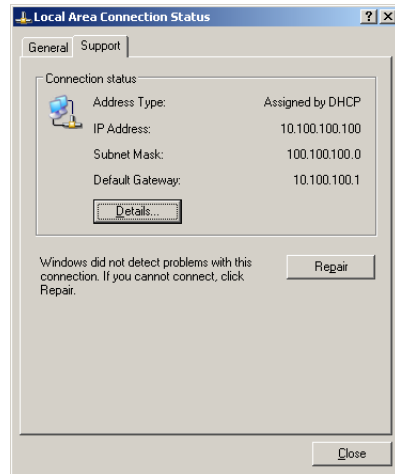 Local Area Connection Status
General Support
Connection status
Address Type: Assigned by DHCP
IP Address: 10.100.100.100
Subnet Mask: 100.100.100.0
Default Gateway: 10.100.100.1
Details...
Windows did not detect problems with this
connection. If you cannot connect, click
Repair.
Repair
Close